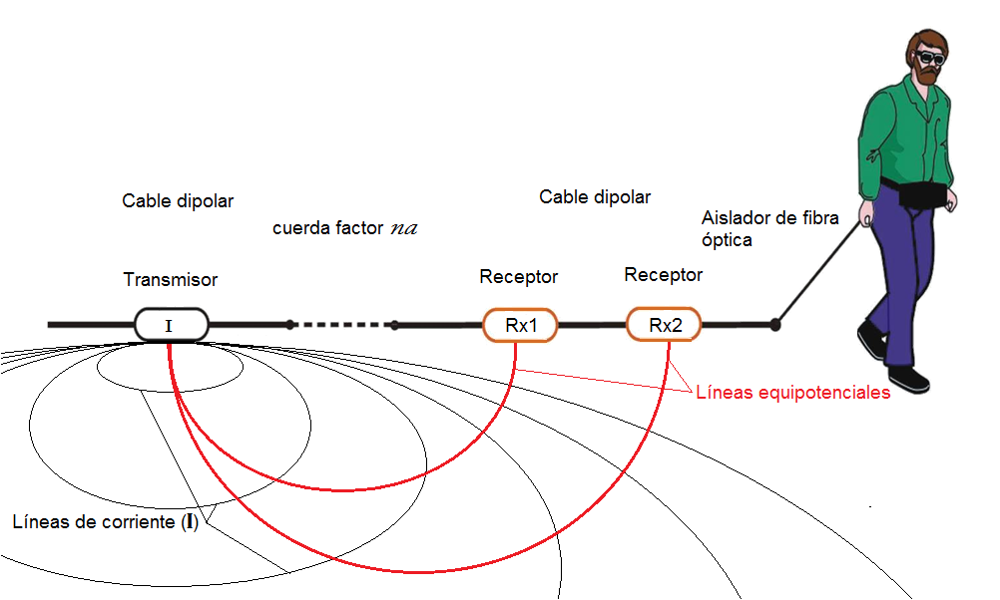 Cable dipolar
Cable dipolar
cuerda factor na
Aislador de fibra
óptica
Transmisor
Receptor
Receptor
I
Rx1
Rx2
Líneas equipotenciales
Líneas de corriente (I)